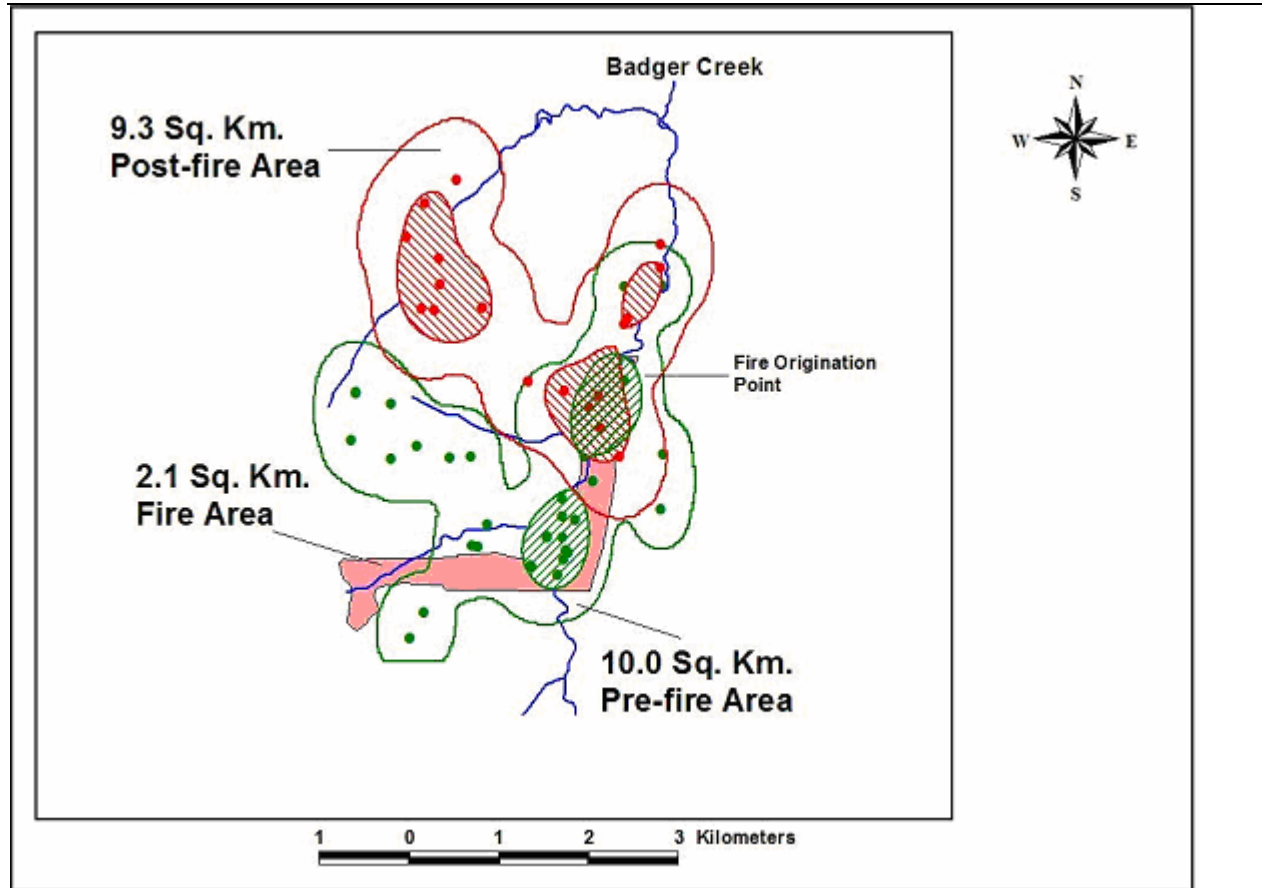 Badger Creek
N
W E
S
9.3 Sq. Km.
Post-fire Area
Fire Origination
Point
2.1 Sq. Km.
Fire Area
10.0 Sq. Km.
Pre-fire Area
1 0 1 2 3 Kilometers